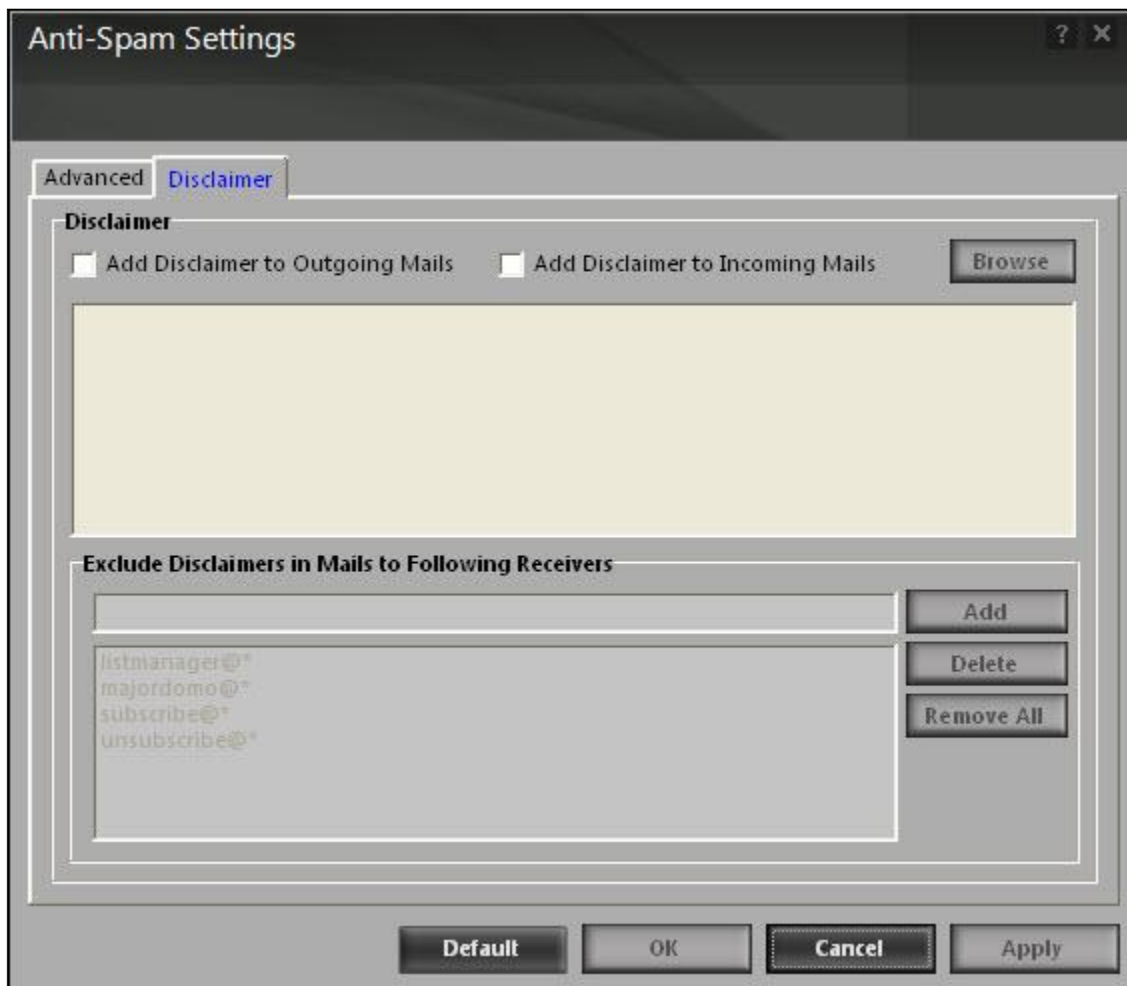 Anti-Spam Settings
? X
Advanced Disclaimer
Disclaimer
Add Disclaimer to Outgoing Mails Add Disclaimer to Incoming Mails Browse
Exclude Disclaimers in Mails to Following Receivers
Add
listmanager@*
majordomo@*
subscribe@*
unsubscribe@*
Delete
Remove All
Default OK Cancel Apply